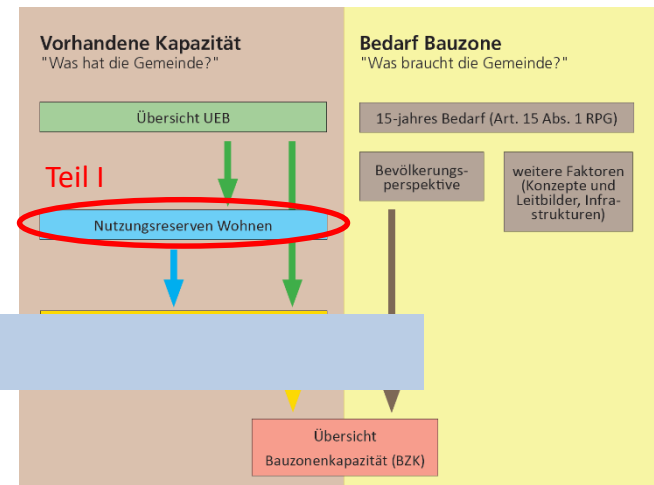 Vorhandene Kapazität
"Was hat die Gemeinde?"
Übersicht UEB
Teil I
Nutzungsreserven Wohnen
Bedarf Bauzone
"Was braucht die Gemeinde?"
15-jahres Bedarf (Art. 15 Abs. 1 RPG)
Bevölkerungs-
perspektive
weitere Faktoren
(Konzepte und
Leitbilder, Infra-
strukturen)
Übersicht
Bauzonenkapazität (BZK)